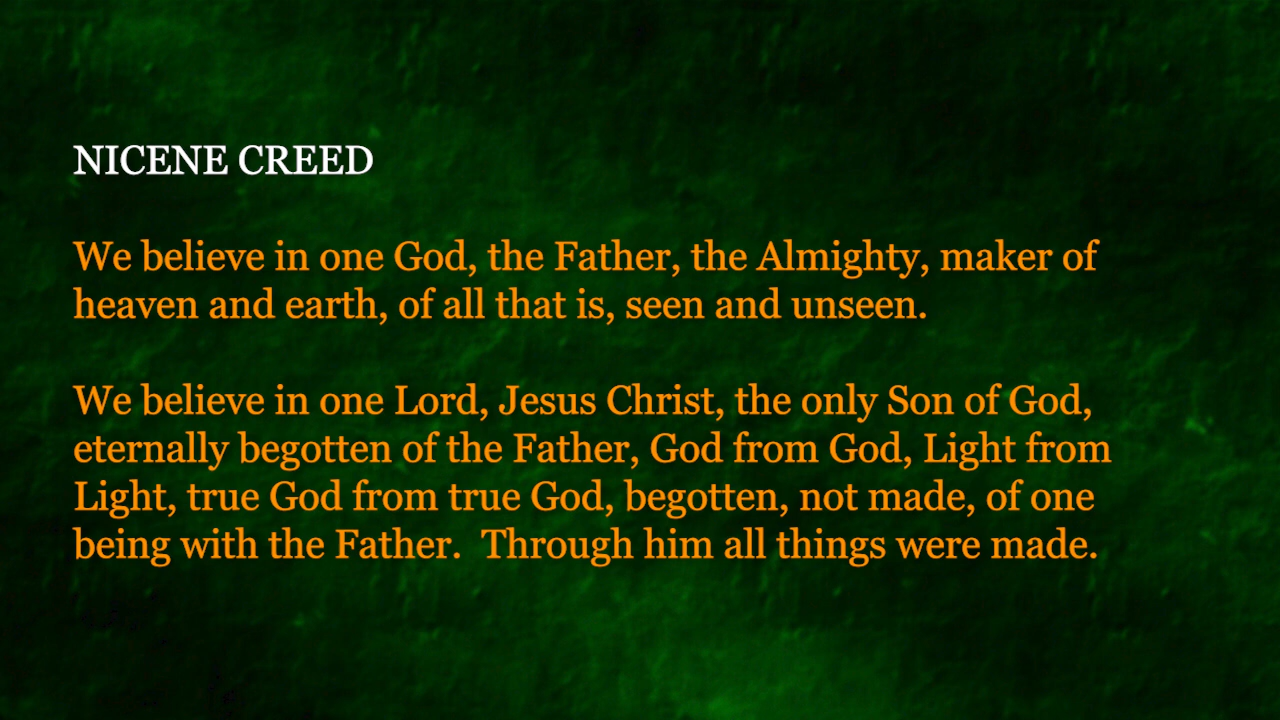 NICENE CREED
We believe in one God, the Father, the Almighty, maker of
heaven and earth, of all that is, seen and unseen.
We believe in one Lord, Jesus Christ, the only Son of God,
eternally begotten of the Father, God from God, Light from
Light, true God from true God, begotten, not made, of one
being with the Father.  Through him all things were made.